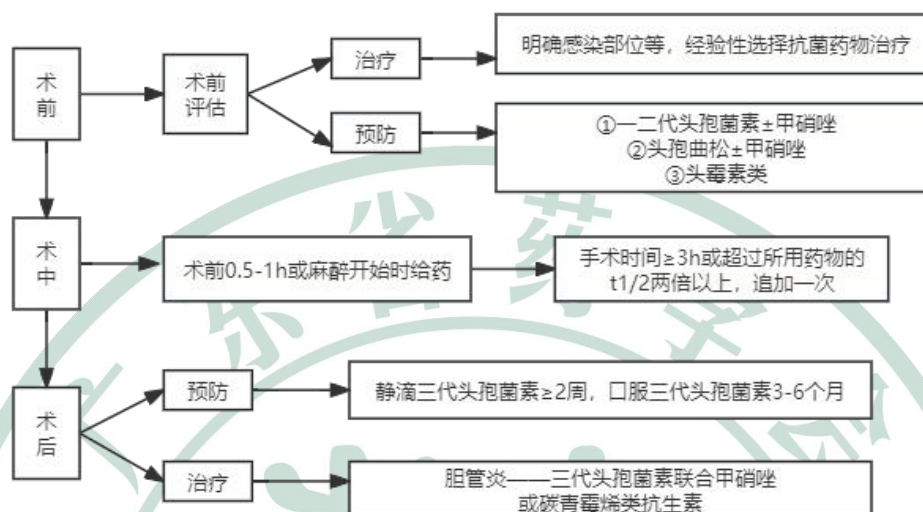 术
前
术前
评估
治疗
明确感染部位等，经验性选择抗菌药物治疗
预防
①一二代头孢菌素±甲硝唑
②头孢曲松±甲硝唑
③头霉素类
术
中
术前0.5-1h或麻醉开始时给药
手术时间≥3h或超过所用药物的
t1/2两倍以上，追加一次
术
后
预防
静滴三代头孢菌素≥2周，口服三代头孢菌素3-6个月
治疗
胆管炎——三代头孢菌素联合甲硝唑
或碳青霉烯类抗生素
广东省药学会